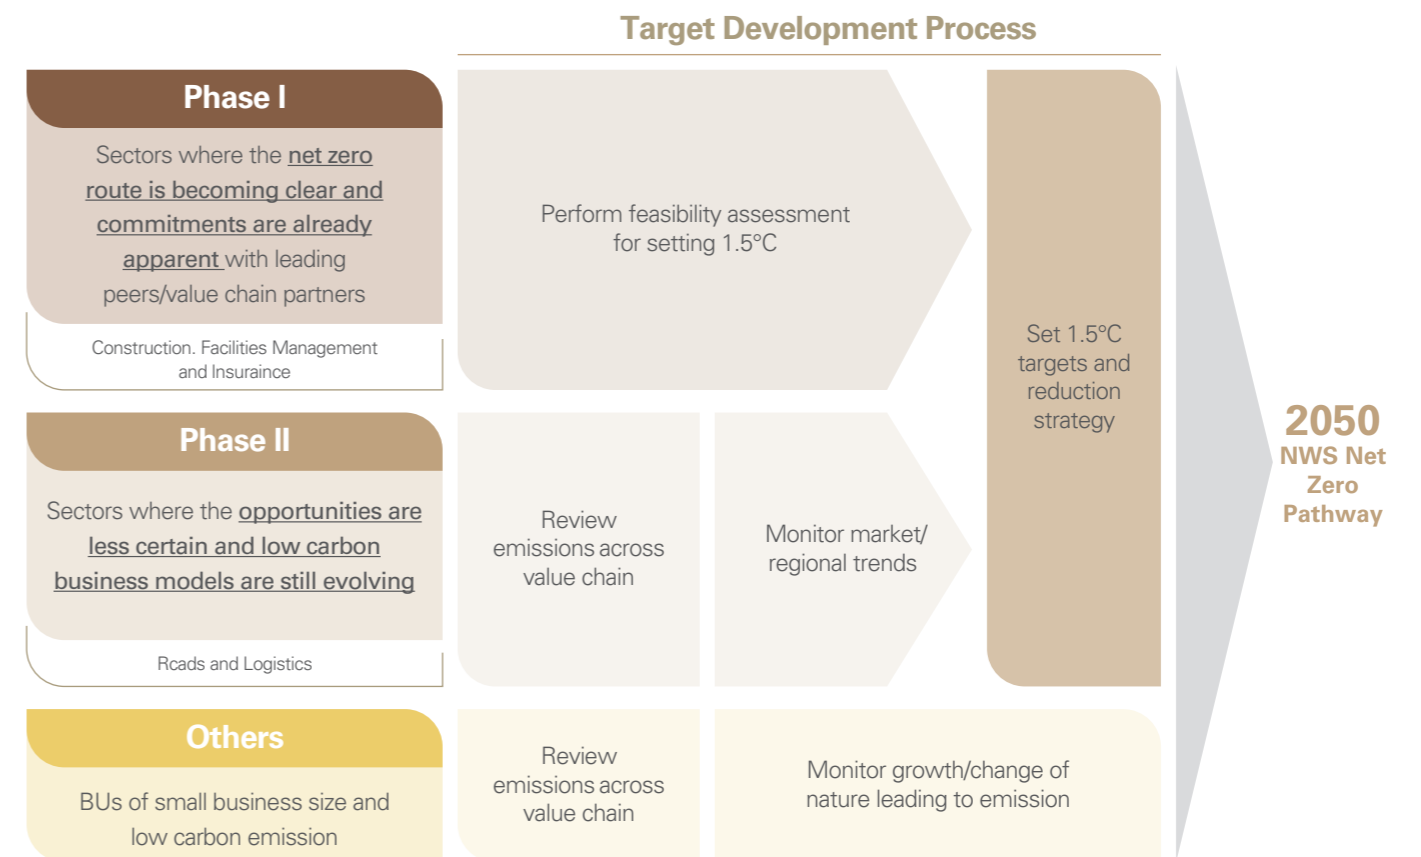 Target Development Process
Phase I
Sectors where the net zero
route is becoming clear and
commitments are already
apparent with leading
peers/value chain partners
Construction. Facilities Management
and Insuraince
Perform feasibility assessment
for setting 1.5°C
Phase II
Sectors where the opportunities are
less certain and low carbon
business models are still evolving
Rcads and Logistics
Review
emissions across
value chain
Monitor market/
regional trends
Set 1.5°C
targets and
reduction
strategy
Others
BUs of small business size and
low carbon emission
Review
emissions across
value chain
Monitor growth/change of
nature leading to emission
2050
NWS Net
Zero
Pathway